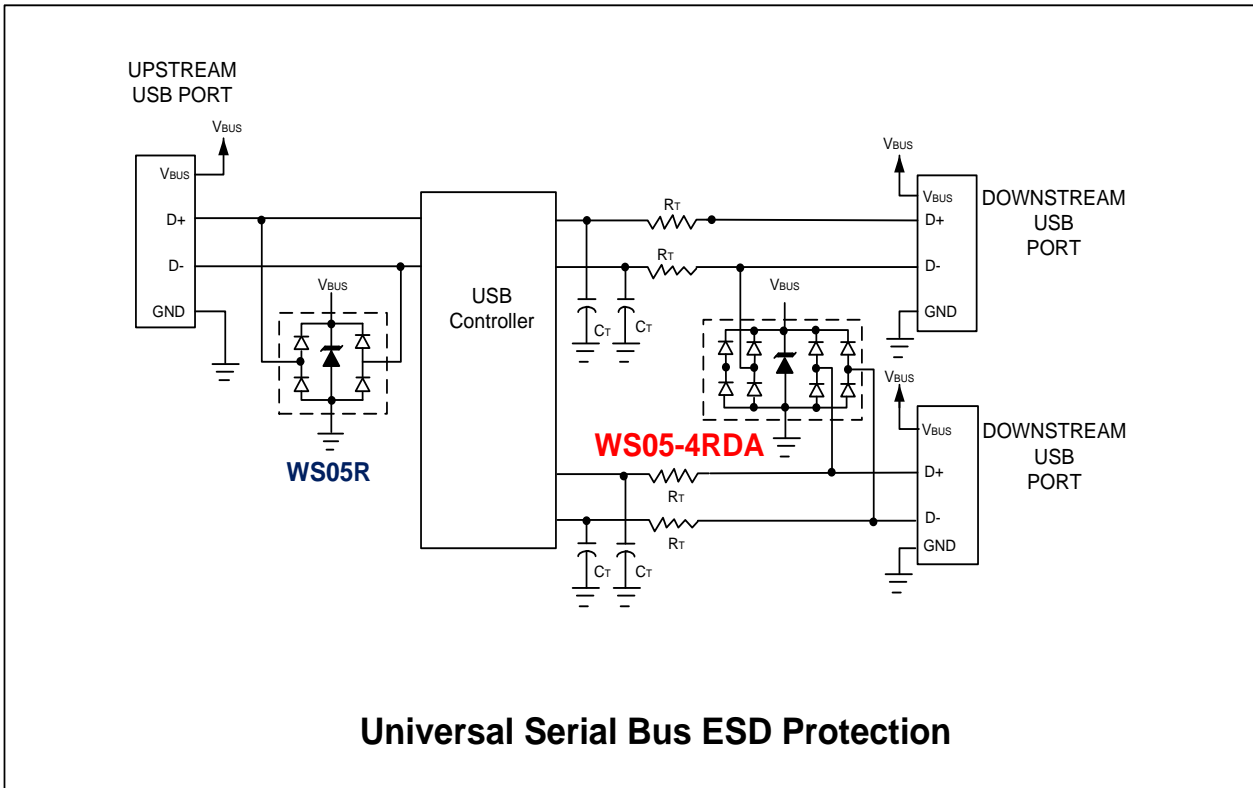 UPSTREAM
USB PORT
VBUS
VBUS
D+
D-
GND
VBUS
WS05R
USB
Controller
RT
RT
CT
CT
VBUS
VBUS
D+
D-
GND
DOWNSTREAM
USB
PORT
VBUS
WS05-4RDA
VBUS
VBUS
D+
D-
GND
DOWNSTREAM
USB
PORT
RT
RT
CT
CT
Universal Serial Bus ESD Protection